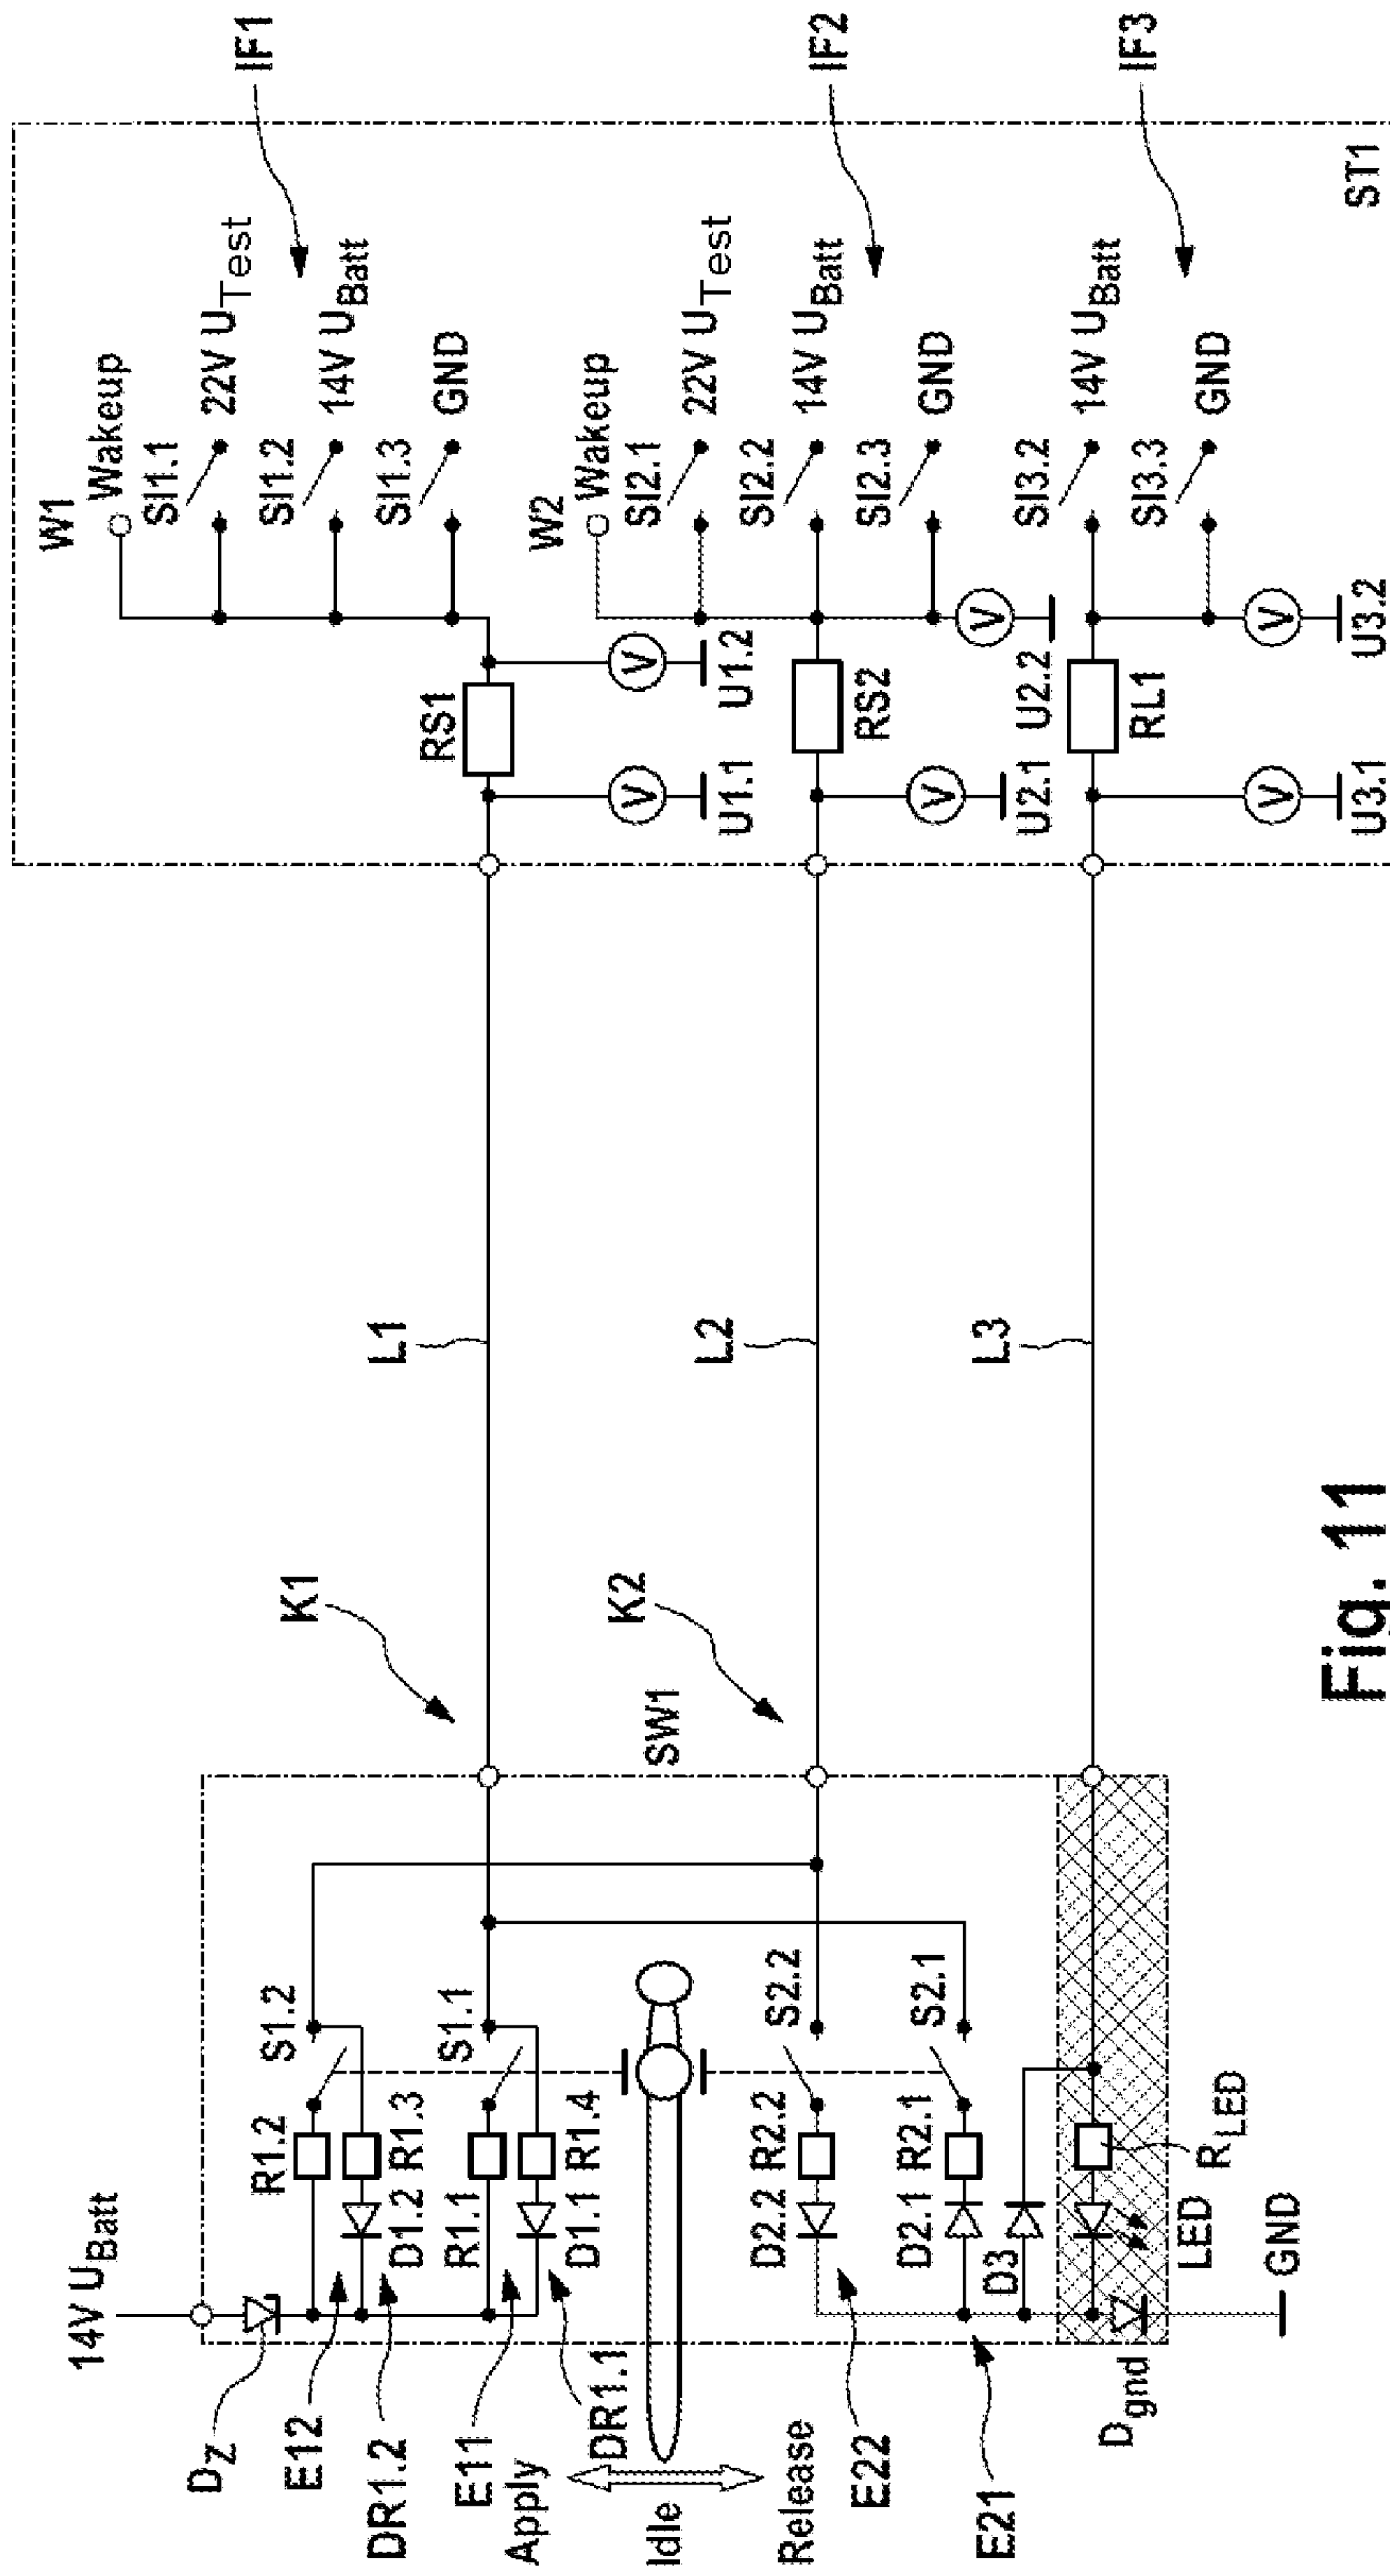 14V U_Batt
D_Z
E12
DR1.2
E11
Apply
DR1.1
Idle
Release
E22
E21
D_gnd
GND
R1.2
S1.2
D1.2 R1.3
R1.1
S1.1
D1.1 R1.4
D2.2 R2.2
S2.2
D2.1 R2.1
S2.1
D3
LED
R_LED
SW1
K1
K2
L1
L2
L3
Fig. 11
W1
Wakeup
SI1.1
22V U_Test
SI1.2
14V U_Batt
SI1.3
GND
RS1
U1.1
U1.2
IF1
W2
Wakeup
SI2.1
22V U_Test
SI2.2
14V U_Batt
SI2.3
GND
RS2
U2.1
U2.2
IF2
SI3.2
14V U_Batt
SI3.3
GND
RL1
U3.1
U3.2
IF3
ST1
V
V
V
V
V
V